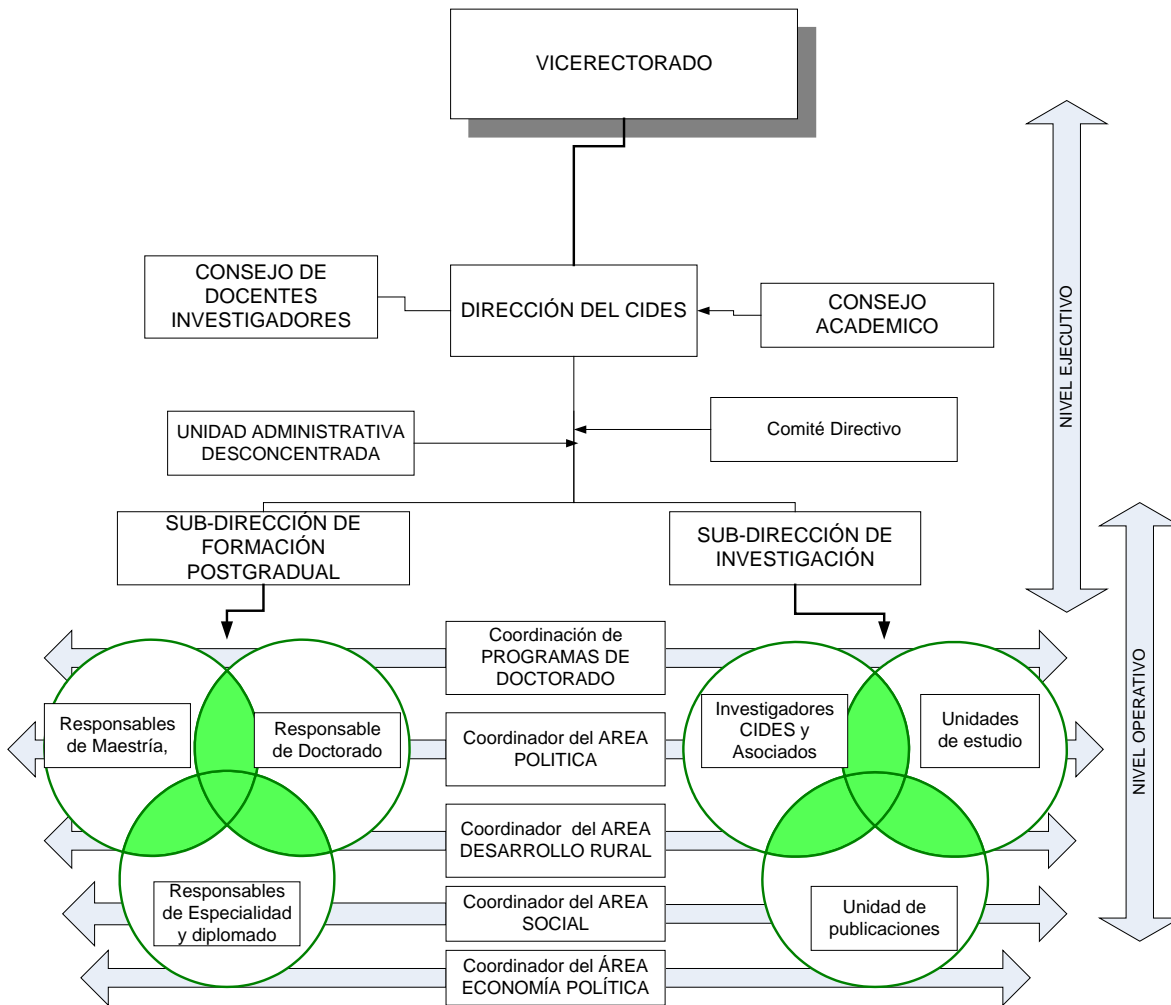 VICERECTORADO
CONSEJO DE
DOCENTES
INVESTIGADORES
DIRECCIÓN DEL CIDES
CONSEJO
ACADEMICO
NIVEL EJECUTIVO
UNIDAD ADMINISTRATIVA
DESCONCENTRADA
Comité Directivo
SUB-DIRECCIÓN DE
FORMACIÓN
POSTGRADUAL
SUB-DIRECCIÓN DE
INVESTIGACIÓN
NIVEL OPERATIVO
Coordinación de
PROGRAMAS DE
DOCTORADO
Responsables
de Maestría,
Responsable
de Doctorado
Coordinador del AREA
POLITICA
Investigadores
CIDES y
Asociados
Unidades
de estudio
Coordinador  del AREA
DESARROLLO RURAL
Responsables
de Especialidad
y diplomado
Coordinador del AREA
SOCIAL
Unidad de
publicaciones
Coordinador del ÁREA
ECONOMÍA POLÍTICA